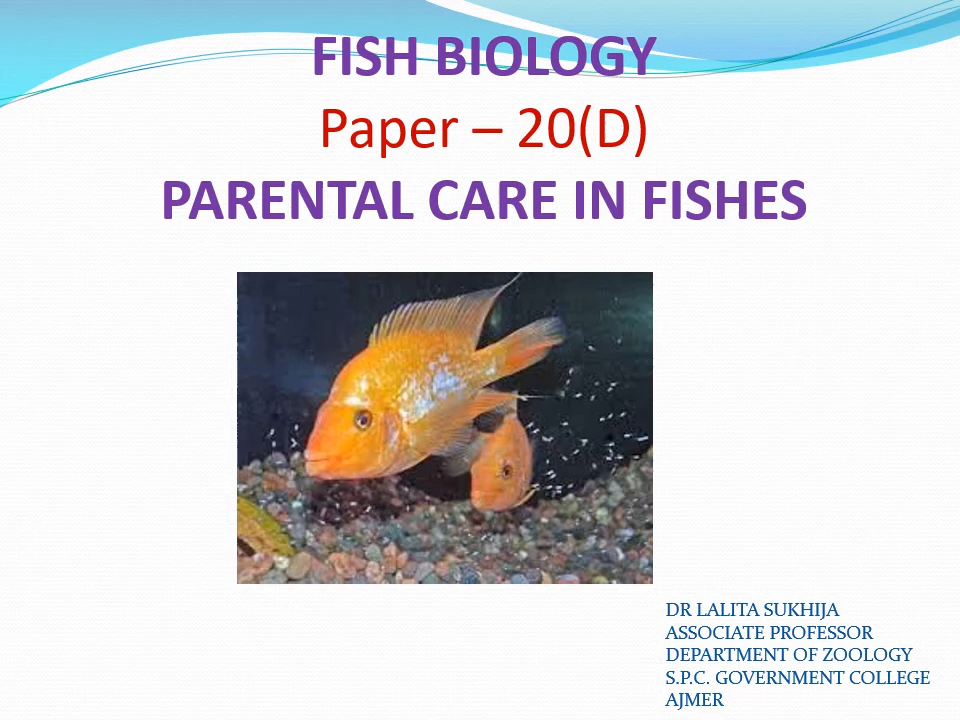 FISH BIOLOGY
Paper – 20(D)
PARENTAL CARE IN FISHES
DR LALITA SUKHIJA
ASSOCIATE PROFESSOR
DEPARTMENT OF ZOOLOGY
S.P.C. GOVERNMENT COLLEGE
AJMER